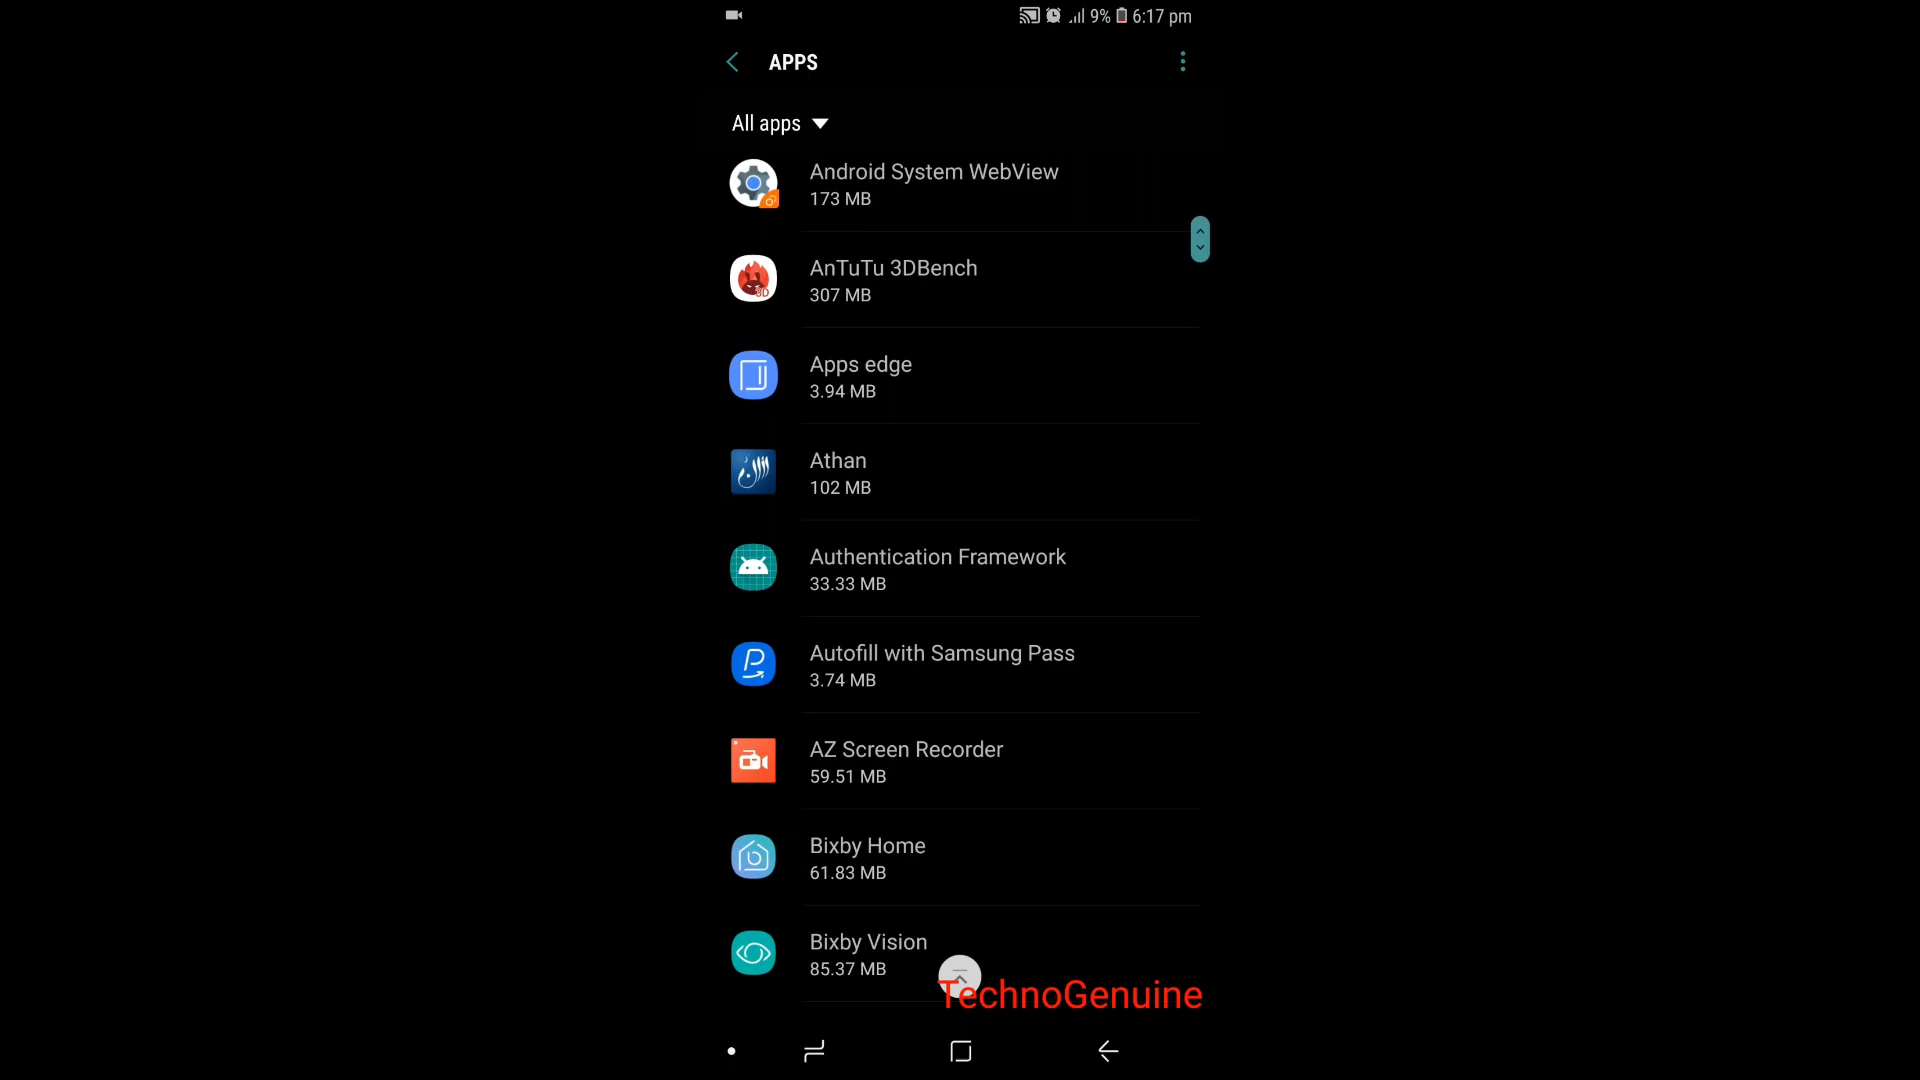 9% 6:17 pm
APPS
All apps
Android System WebView
173 MB
AnTuTu 3DBench
307 MB
3D
Apps edge
3.94 MB
Athan
102 MB
Authentication Framework
33.33 MB
Autofill with Samsung Pass
3.74 MB
AZ Screen Recorder
59.51 MB
Bixby Home
61.83 MB
Bixby Vision
85.37 MB
TechnoGenuine